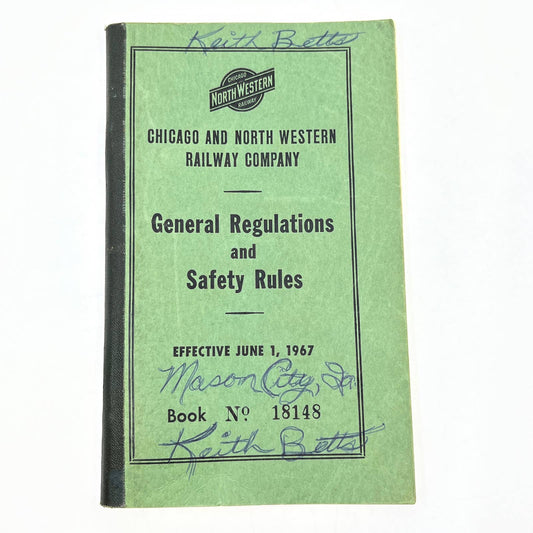 Keith Betts
CHICAGO
NORTH WESTERN
RAILWAY
CHICAGO AND NORTH WESTERN
RAILWAY COMPANY
General Regulations
and
Safety Rules
EFFECTIVE JUNE 1, 1967
Mason City, Ia.
Book Nº 18148
Keith Betts